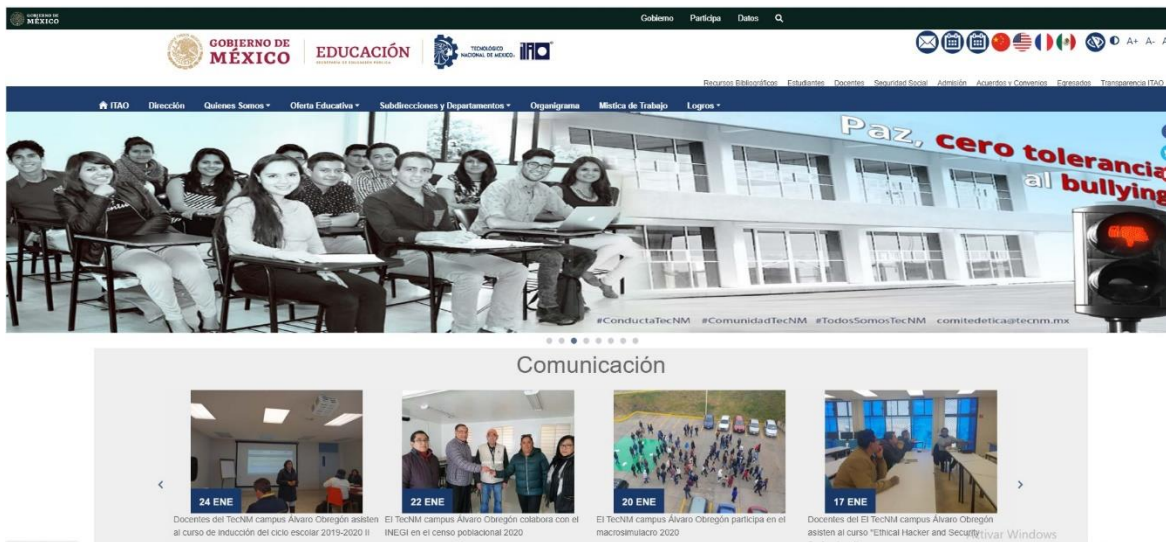 GOBIERNO DE
MÉXICO
Gobierno Participa Datos
GOBIERNO DE
MÉXICO
EDUCACIÓN
SECRETARÍA DE EDUCACIÓN PÚBLICA
TECNOLÓGICO
NACIONAL DE MÉXICO
A+ A- A
Recursos Bibliográficos Estudiantes Docentes Seguridad Social Admisión Acuerdos y Convenios Egresados Transparencia ITAO
ITAO Dirección Quienes Somos Oferta Educativa Subdirecciones y Departamentos Organigrama Mística de Trabajo Logros
Paz, cero tolerancia
al bullying
#ConductaTecNM #ComunidadTecNM #TodosSomosTecNM comitedetica@tecnm.mx
Comunicación
24 ENE
Docentes del TecNM campus Álvaro Obregón asisten
al curso de inducción del ciclo escolar 2019-2020 II
22 ENE
El TecNM campus Álvaro Obregón colabora con el
INEGI en el censo poblacional 2020
20 ENE
El TecNM campus Álvaro Obregón participa en el
macrosimulacro 2020
17 ENE
Docentes del El TecNM campus Álvaro Obregón
asisten al curso "Ethical Hacker and Security
Activar Windows